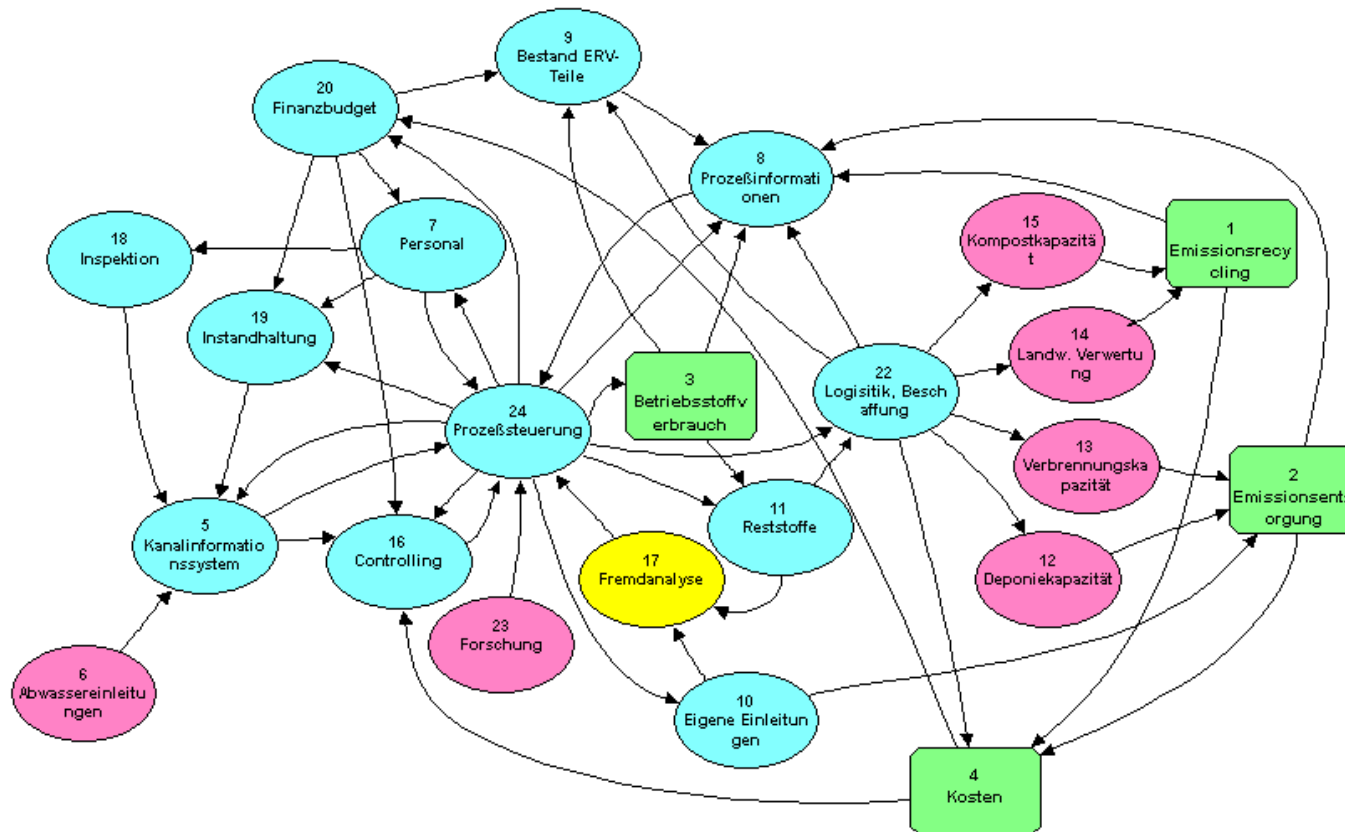 9
Bestand ERV-
Teile
20
Finanzbudget
8
Prozeßinformati
onen
15
Kompostkapazitä
t
1
Emissionsrecy
cling
18
Inspektion
7
Personal
19
Instandhaltung
14
Landw. Verwertu
ng
3
Betriebsstoffv
erbrauch
22
Logisitik, Besch
affung
24
Prozeßsteuerung
13
Verbrennungska
pazität
2
Emissionsents
orgung
11
Reststoffe
5
Kanalinformatio
nssystem
16
Controlling
17
Fremdanalyse
12
Deponiekapazität
23
Forschung
6
Abwassereinleitu
ngen
10
Eigene Einleitun
gen
4
Kosten